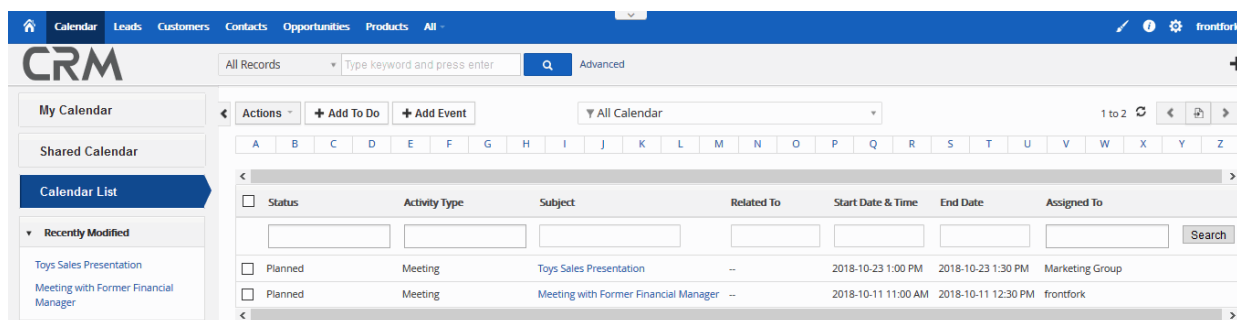 Calendar Leads Customers Contacts Opportunities Products All frontfork
CRM All Records Type keyword and press enter Advanced
My Calendar Actions + Add To Do + Add Event All Calendar 1 to 2
A B C D E F G H I J K L M N O P Q R S T U V W X Y Z
Shared Calendar
Calendar List
Status Activity Type Subject Related To Start Date & Time End Date Assigned To
Recently Modified Search
Toys Sales Presentation Planned Meeting Toys Sales Presentation -- 2018-10-23 1:00 PM 2018-10-23 1:30 PM Marketing Group
Meeting with Former Financial
Manager
Planned Meeting Meeting with Former Financial Manager -- 2018-10-11 11:00 AM 2018-10-11 12:30 PM frontfork